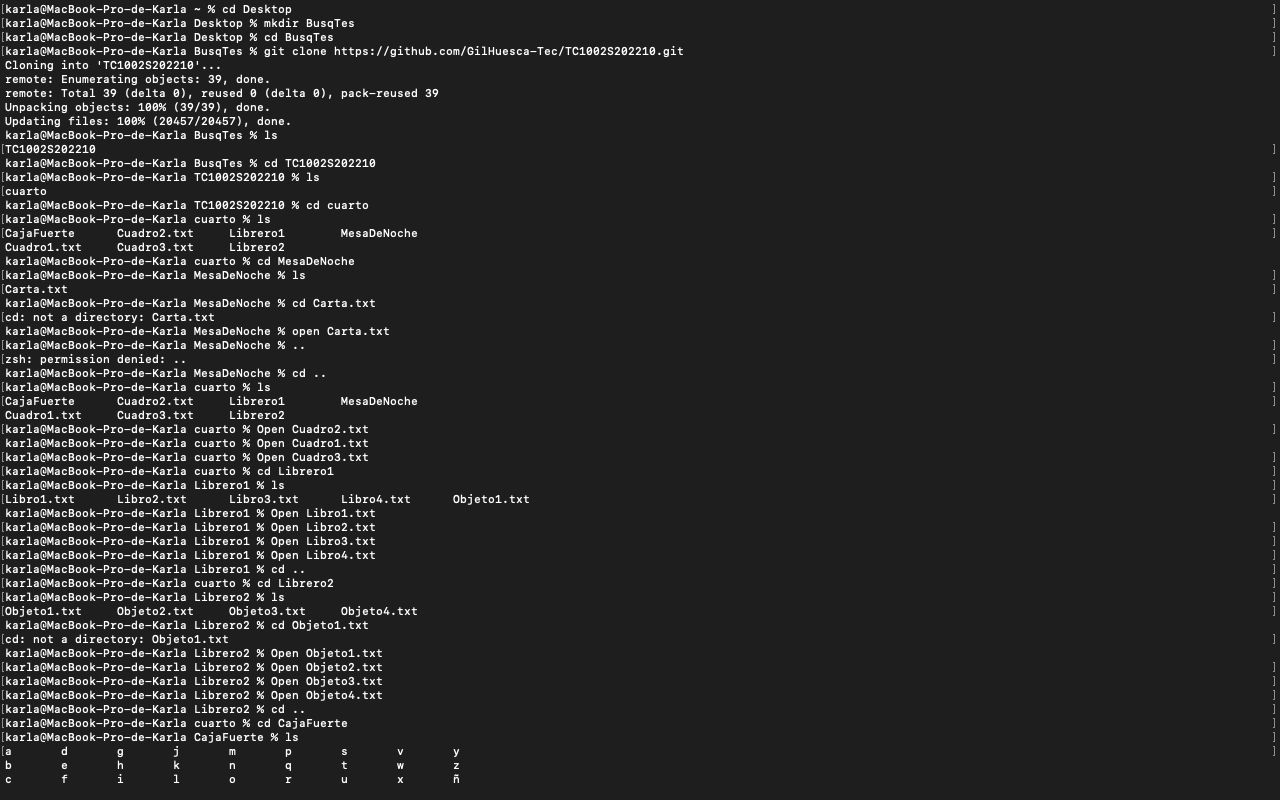 [karla@MacBook-Pro-de-Karla ~ % cd Desktop ]
[karla@MacBook-Pro-de-Karla Desktop % mkdir BusqTes ]
[karla@MacBook-Pro-de-Karla Desktop % cd BusqTes ]
[karla@MacBook-Pro-de-Karla BusqTes % git clone https://github.com/GilHuesca-Tec/TC1002S202210.git ]
Cloning into 'TC1002S202210'...
remote: Enumerating objects: 39, done.
remote: Total 39 (delta 0), reused 0 (delta 0), pack-reused 39
Unpacking objects: 100% (39/39), done.
Updating files: 100% (20457/20457), done.
karla@MacBook-Pro-de-Karla BusqTes % ls
[TC1002S202210 ]
karla@MacBook-Pro-de-Karla BusqTes % cd TC1002S202210
[karla@MacBook-Pro-de-Karla TC1002S202210 % ls ]
[cuarto ]
karla@MacBook-Pro-de-Karla TC1002S202210 % cd cuarto
[karla@MacBook-Pro-de-Karla cuarto % ls ]
[CajaFuerte Cuadro2.txt Librero1 MesaDeNoche ]
Cuadro1.txt Cuadro3.txt Librero2
karla@MacBook-Pro-de-Karla cuarto % cd MesaDeNoche
[karla@MacBook-Pro-de-Karla MesaDeNoche % ls ]
[Carta.txt ]
karla@MacBook-Pro-de-Karla MesaDeNoche % cd Carta.txt
[cd: not a directory: Carta.txt ]
karla@MacBook-Pro-de-Karla MesaDeNoche % open Carta.txt
[karla@MacBook-Pro-de-Karla MesaDeNoche % .. ]
[zsh: permission denied: .. ]
karla@MacBook-Pro-de-Karla MesaDeNoche % cd ..
[karla@MacBook-Pro-de-Karla cuarto % ls ]
[CajaFuerte Cuadro2.txt Librero1 MesaDeNoche ]
Cuadro1.txt Cuadro3.txt Librero2
[karla@MacBook-Pro-de-Karla cuarto % Open Cuadro2.txt ]
[karla@MacBook-Pro-de-Karla cuarto % Open Cuadro1.txt ]
[karla@MacBook-Pro-de-Karla cuarto % Open Cuadro3.txt ]
[karla@MacBook-Pro-de-Karla cuarto % cd Librero1 ]
[karla@MacBook-Pro-de-Karla Librero1 % ls ]
[Libro1.txt Libro2.txt Libro3.txt Libro4.txt Objeto1.txt ]
karla@MacBook-Pro-de-Karla Librero1 % Open Libro1.txt
[karla@MacBook-Pro-de-Karla Librero1 % Open Libro2.txt ]
[karla@MacBook-Pro-de-Karla Librero1 % Open Libro3.txt ]
[karla@MacBook-Pro-de-Karla Librero1 % Open Libro4.txt ]
[karla@MacBook-Pro-de-Karla Librero1 % cd .. ]
[karla@MacBook-Pro-de-Karla cuarto % cd Librero2 ]
[karla@MacBook-Pro-de-Karla Librero2 % ls ]
[Objeto1.txt Objeto2.txt Objeto3.txt Objeto4.txt ]
karla@MacBook-Pro-de-Karla Librero2 % cd Objeto1.txt
[cd: not a directory: Objeto1.txt ]
karla@MacBook-Pro-de-Karla Librero2 % Open Objeto1.txt
[karla@MacBook-Pro-de-Karla Librero2 % Open Objeto2.txt ]
[karla@MacBook-Pro-de-Karla Librero2 % Open Objeto3.txt ]
[karla@MacBook-Pro-de-Karla Librero2 % Open Objeto4.txt ]
[karla@MacBook-Pro-de-Karla Librero2 % cd .. ]
[karla@MacBook-Pro-de-Karla cuarto % cd CajaFuerte ]
[karla@MacBook-Pro-de-Karla CajaFuerte % ls ]
[a d g j m p s v y ]
b e h k n q t w z
c f i l o r u x ñ